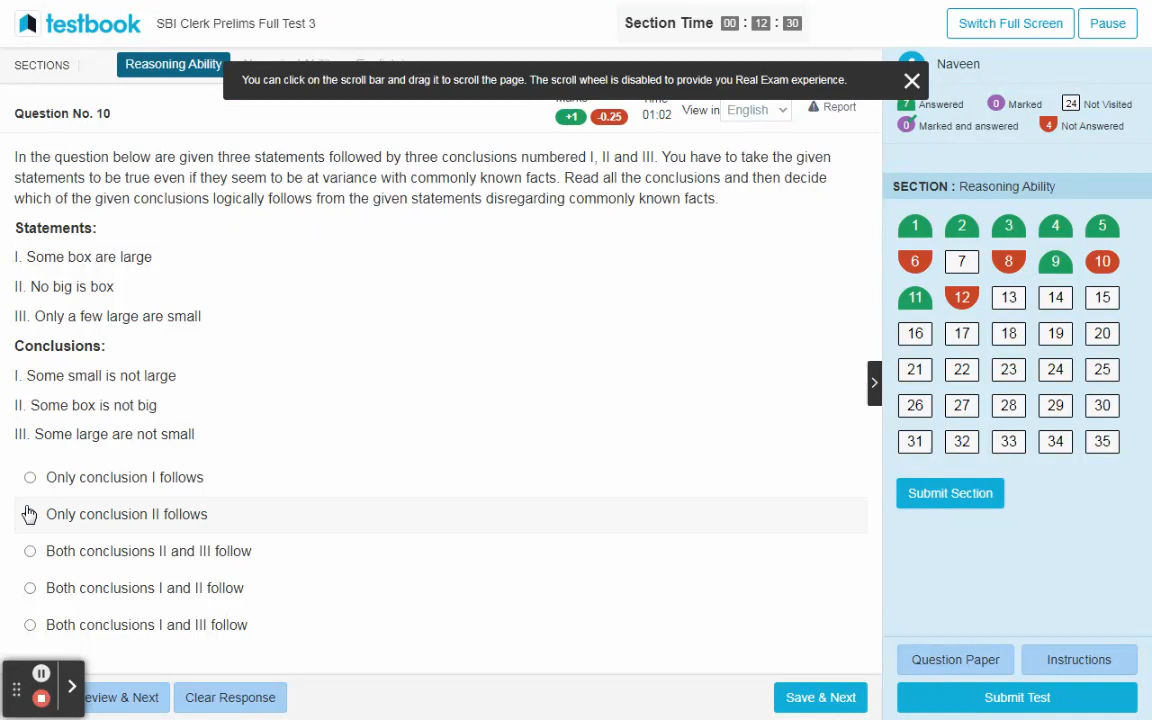 testbook
SBI Clerk Prelims Full Test 3
Section Time 00 : 12 : 30
Switch Full Screen
Pause
SECTIONS
Reasoning Ability
You can click on the scroll bar and drag it to scroll the page. The scroll wheel is disabled to provide you Real Exam experience.
Naveen
Question No. 10
+1
-0.25
01:02
View in
English
Report
7 Answered
0 Marked
24 Not Visited
0 Marked and answered
4 Not Answered
In the question below are given three statements followed by three conclusions numbered I, II and III. You have to take the given
statements to be true even if they seem to be at variance with commonly known facts. Read all the conclusions and then decide
which of the given conclusions logically follows from the given statements disregarding commonly known facts.
Statements:
I. Some box are large
II. No big is box
III. Only a few large are small
Conclusions:
I. Some small is not large
II. Some box is not big
III. Some large are not small
Only conclusion I follows
Only conclusion II follows
Both conclusions II and III follow
Both conclusions I and II follow
Both conclusions I and III follow
eview & Next
Clear Response
Save & Next
SECTION : Reasoning Ability
1 2 3 4 5
6 7 8 9 10
11 12 13 14 15
16 17 18 19 20
21 22 23 24 25
26 27 28 29 30
31 32 33 34 35
Submit Section
Question Paper
Instructions
Submit Test